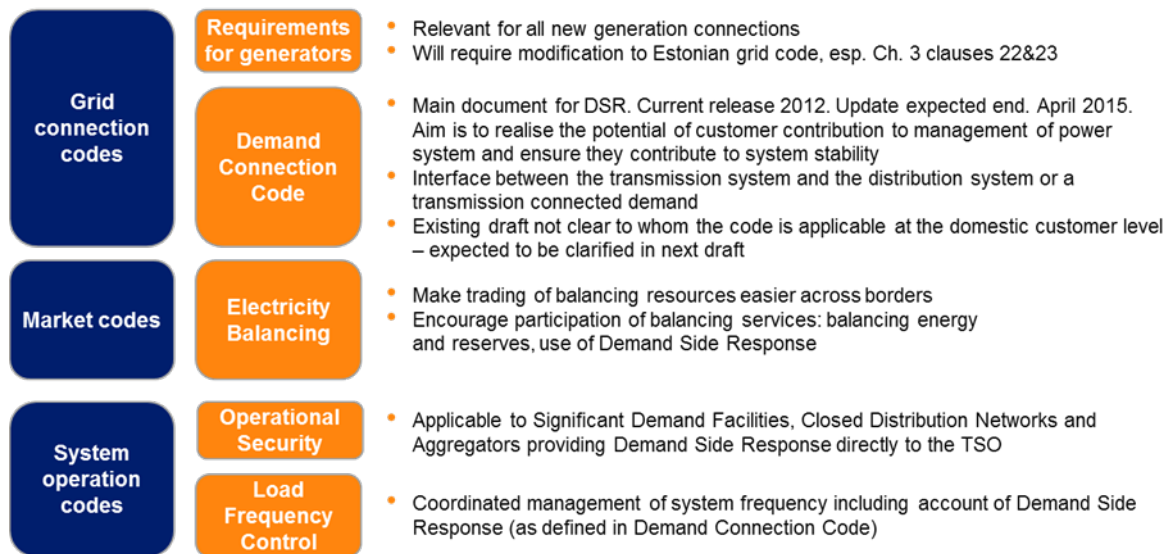 Grid
connection
codes
Requirements
for generators
• Relevant for all new generation connections
• Will require modification to Estonian grid code, esp. Ch. 3 clauses 22&23
Demand
Connection
Code
• Main document for DSR. Current release 2012. Update expected end. April 2015.
Aim is to realise the potential of customer contribution to management of power
system and ensure they contribute to system stability
• Interface between the transmission system and the distribution system or a
transmission connected demand
• Existing draft not clear to whom the code is applicable at the domestic customer level
– expected to be clarified in next draft
Market codes
Electricity
Balancing
• Make trading of balancing resources easier across borders
• Encourage participation of balancing services: balancing energy
and reserves, use of Demand Side Response
System
operation
codes
Operational
Security
• Applicable to Significant Demand Facilities, Closed Distribution Networks and
Aggregators providing Demand Side Response directly to the TSO
Load
Frequency
Control
• Coordinated management of system frequency including account of Demand Side
Response (as defined in Demand Connection Code)